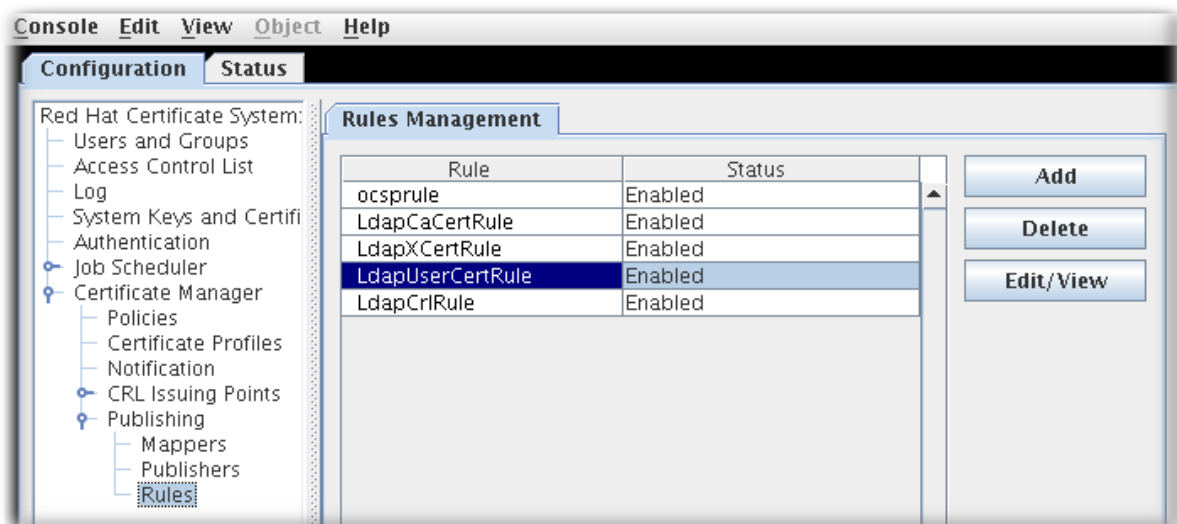 Console Edit View Object Help
Configuration Status
Red Hat Certificate System:
Users and Groups
Access Control List
Log
System Keys and Certifi
Authentication
Job Scheduler
Certificate Manager
Policies
Certificate Profiles
Notification
CRL Issuing Points
Publishing
Mappers
Publishers
Rules
Rules Management
Rule Status
ocsprule Enabled
LdapCaCertRule Enabled
LdapXCertRule Enabled
LdapUserCertRule Enabled
LdapCrlRule Enabled
Add
Delete
Edit/View